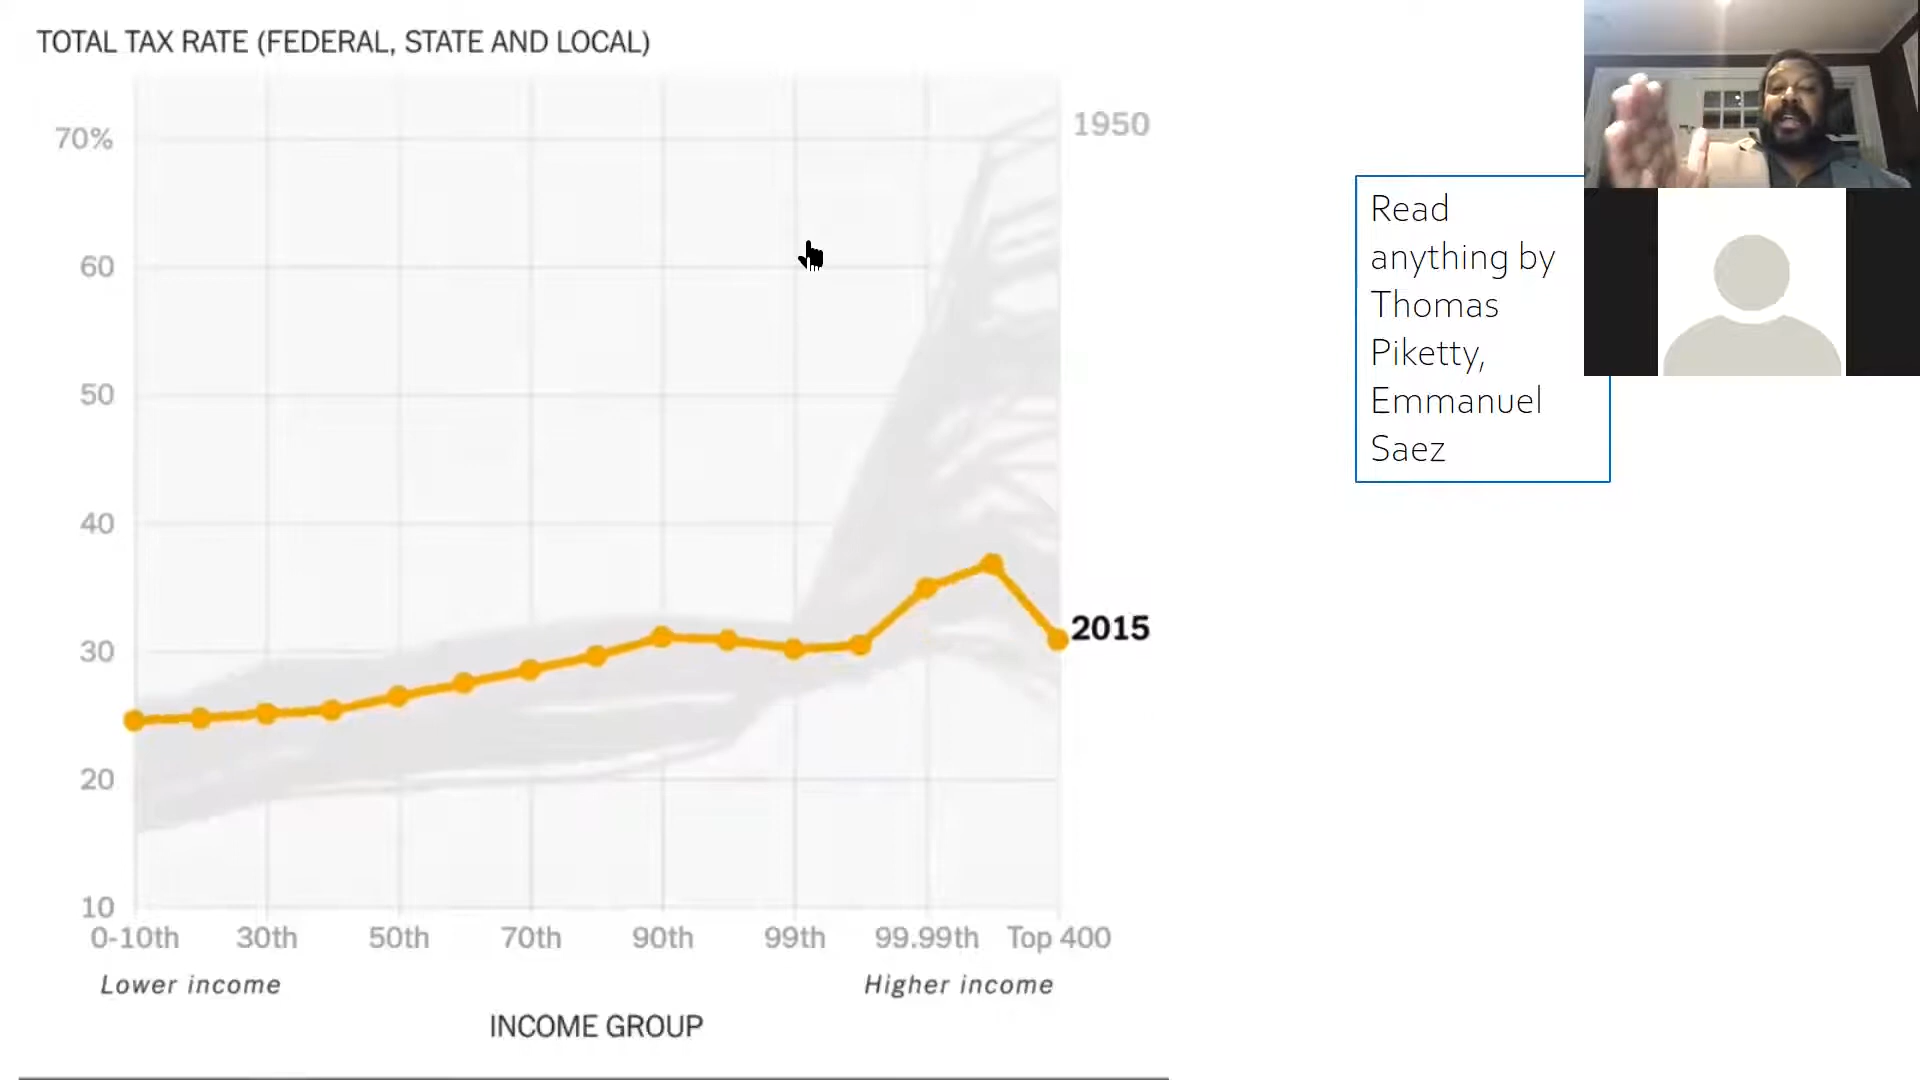 TOTAL TAX RATE (FEDERAL, STATE AND LOCAL)
1950
70%
60
50
40
30
20
10
2015
0-10th 30th 50th 70th 90th 99th 99.99th Top 400
Lower income Higher income
INCOME GROUP
Read
anything by
Thomas
Piketty,
Emmanuel
Saez